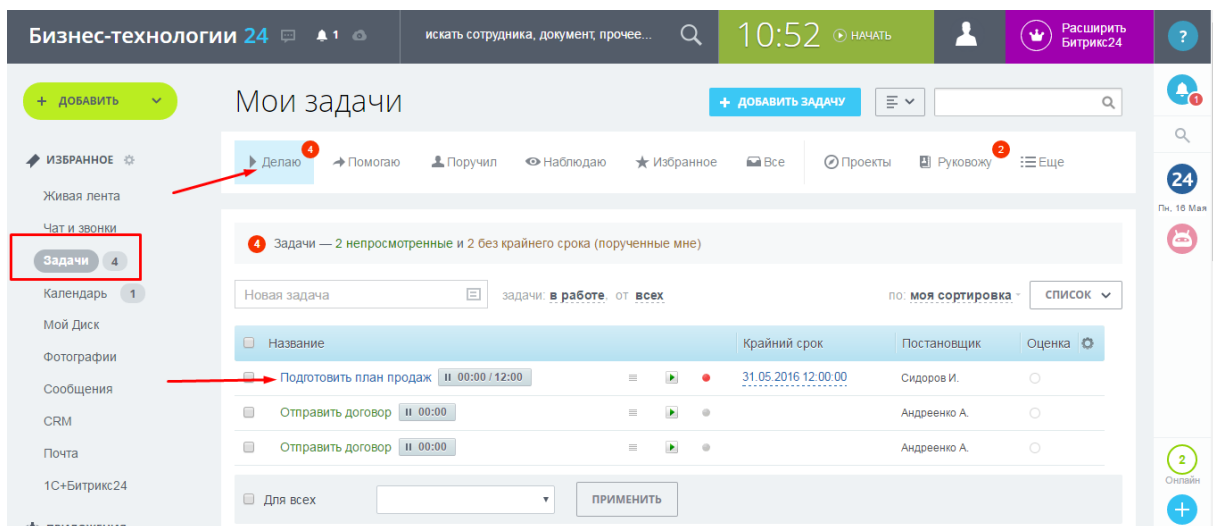 Бизнес-технологии 24 1 искать сотрудника, документ, прочее... 10:52 НАЧАТЬ Расширить Битрикс24 ?
+ ДОБАВИТЬ
Мои задачи + ДОБАВИТЬ ЗАДАЧУ 1
ИЗБРАННОЕ
Делаю 4 Помогаю Поручил Наблюдаю Избранное Все Проекты Руковожу 2 Еще
24
Пн, 16 Мая
Живая лента
Чат и звонки
Задачи 4
Календарь 1
Мой Диск
Фотографии
Сообщения
CRM
Почта
1С+Битрикс24
4 Задачи — 2 непросмотренные и 2 без крайнего срока (порученные мне)
Новая задача задачи: в работе. от всех по: моя сортировка СПИСОК
Название Крайний срок Постановщик Оценка
Подготовить план продаж 00:00 / 12:00 31.05.2016 12:00:00 Сидоров И.
Отправить договор 00:00 Андреенко А.
Отправить договор 00:00 Андреенко А.
Для всех ПРИМЕНИТЬ
2
Онлайн
+